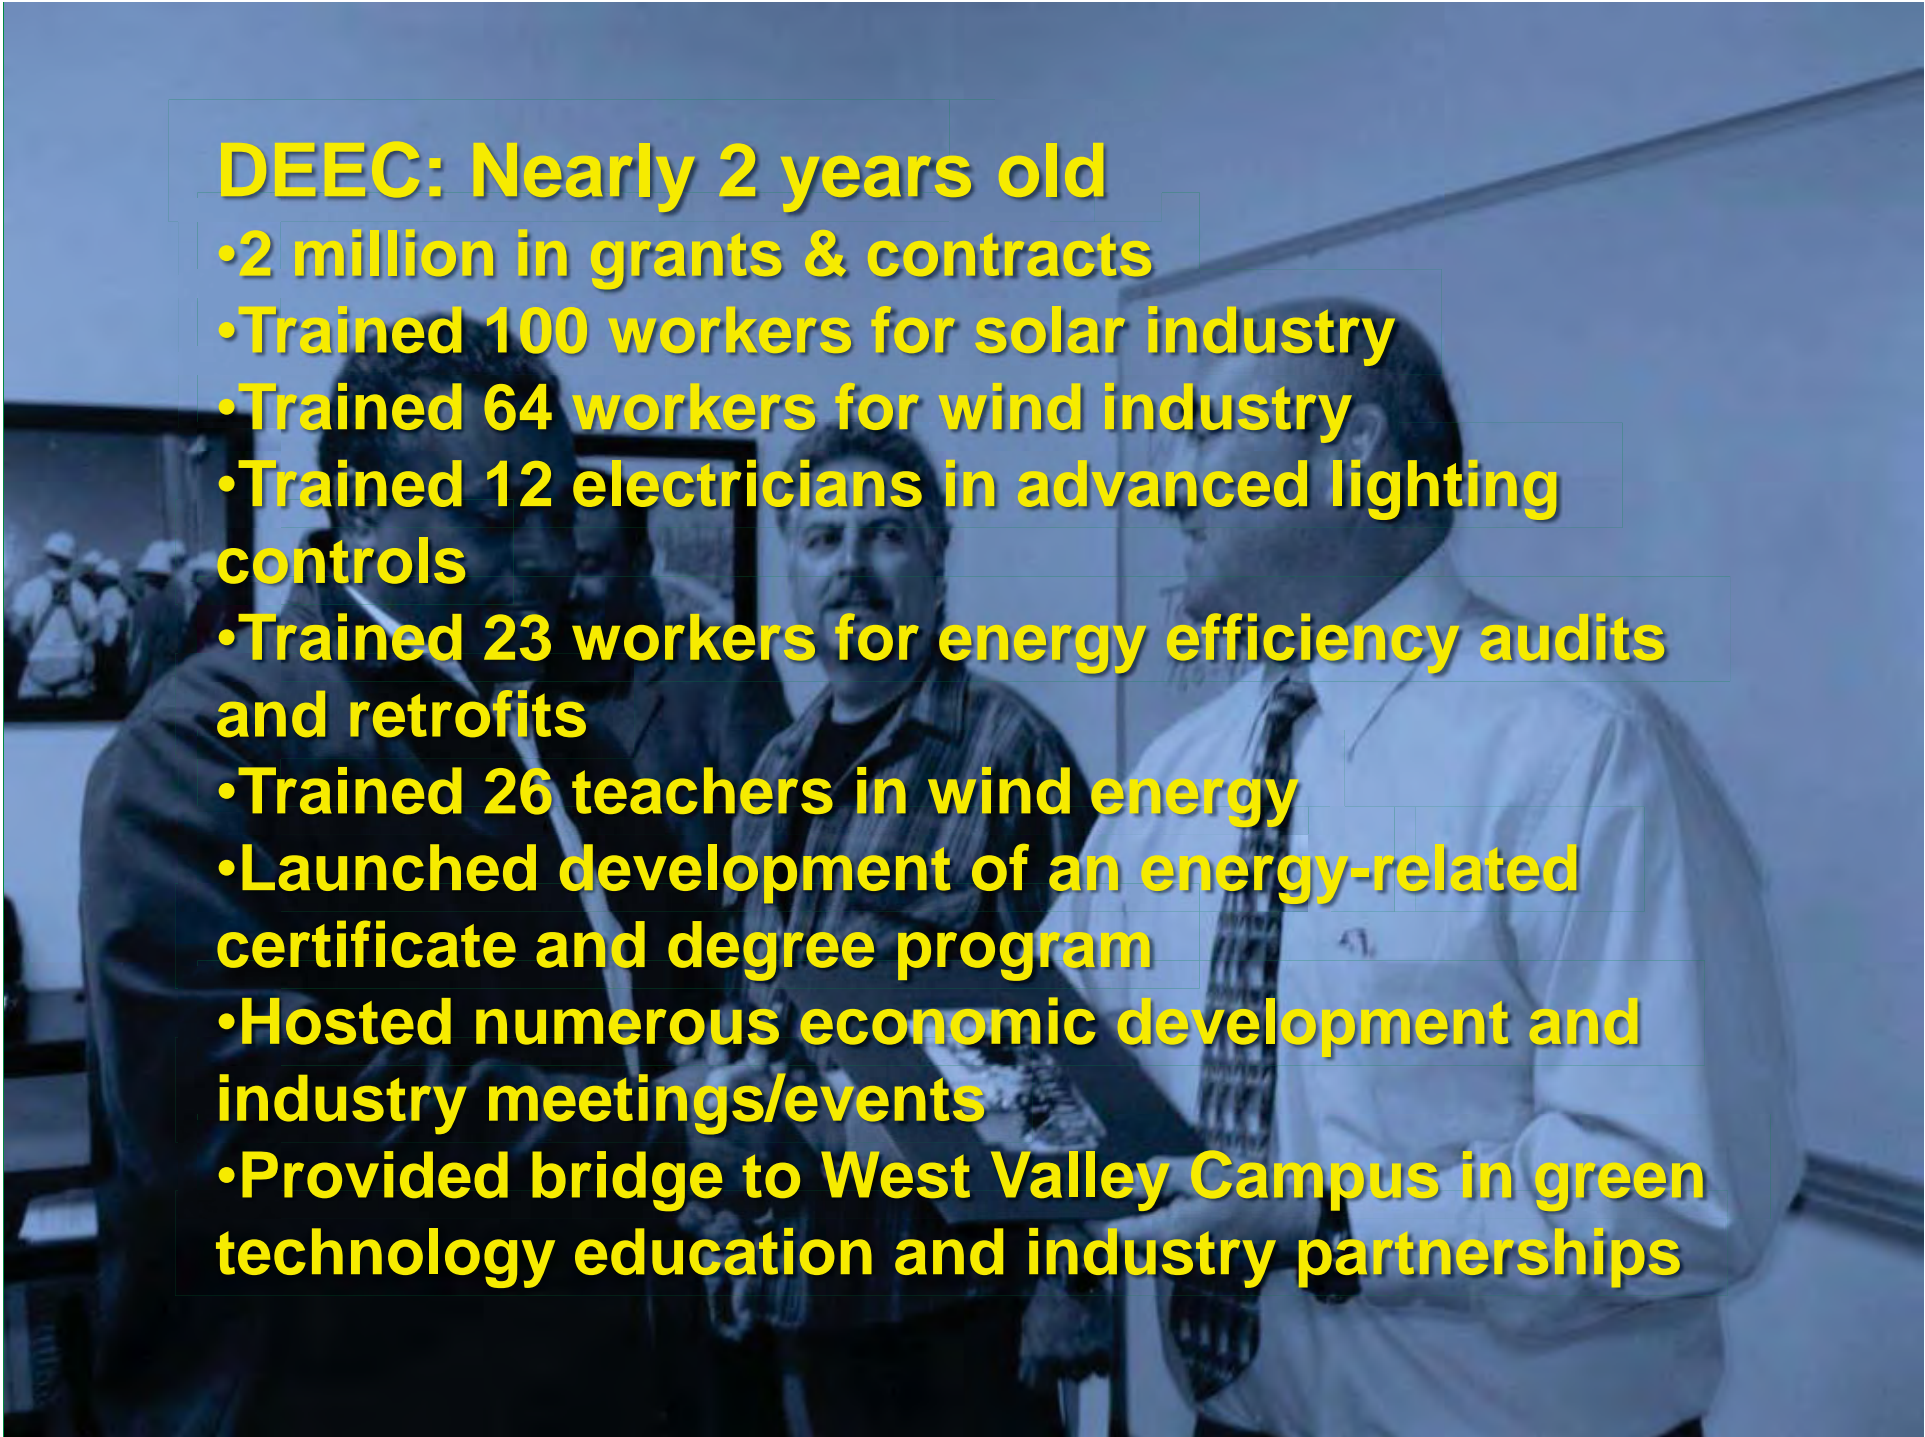 DEEC: Nearly 2 years old
•2 million in grants & contracts
•Trained 100 workers for solar industry
•Trained 64 workers for wind industry
•Trained 12 electricians in advanced lighting
controls
•Trained 23 workers for energy efficiency audits
and retrofits
•Trained 26 teachers in wind energy
•Launched development of an energy-related
certificate and degree program
•Hosted numerous economic development and
industry meetings/events
•Provided bridge to West Valley Campus in green
technology education and industry partnerships